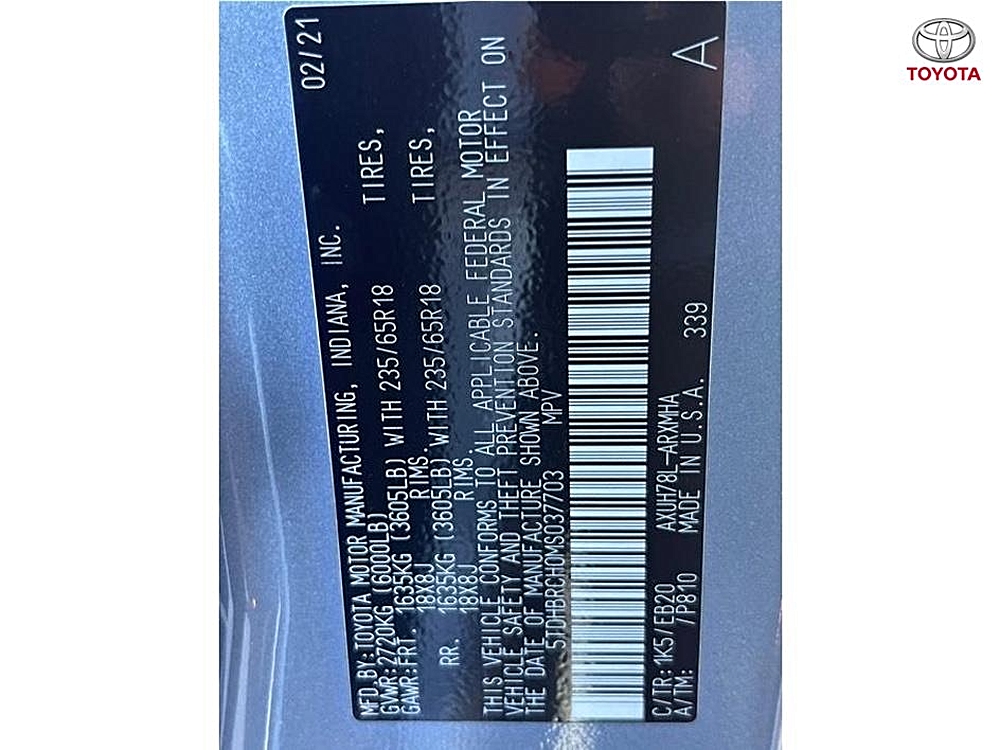 MFD.BY:TOYOTA MOTOR MANUFACTURING, INDIANA, INC. 02/21
GVWR:2720KG (6000LB)
GAWR:FRT. 1635KG (3605LB) WITH 235/65R18 TIRES,
18X8J RIMS.
RR. 1635KG (3605LB) WITH 235/65R18 TIRES,
18X8J RIMS.
THIS VEHICLE CONFORMS TO ALL APPLICABLE FEDERAL MOTOR
VEHICLE SAFETY AND THEFT PREVENTION STANDARDS IN EFFECT ON
THE DATE OF MANUFACTURE SHOWN ABOVE.
5TDHBRCH0MS037703 MPV
C/TR:1K5/EB20 AXUH78L-ARXMHA
A/TM: /P810 MADE IN U.S.A. 339 A
TOYOTA